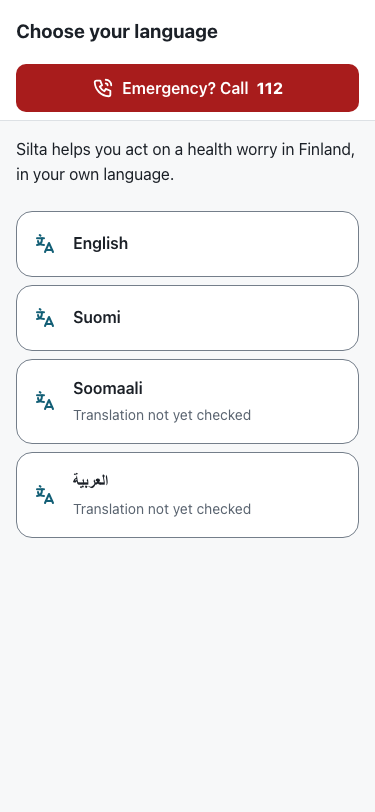 Choose your language
Emergency? Call 112
Silta helps you act on a health worry in Finland,
in your own language.
English
Suomi
Soomaali
Translation not yet checked
العربية
Translation not yet checked